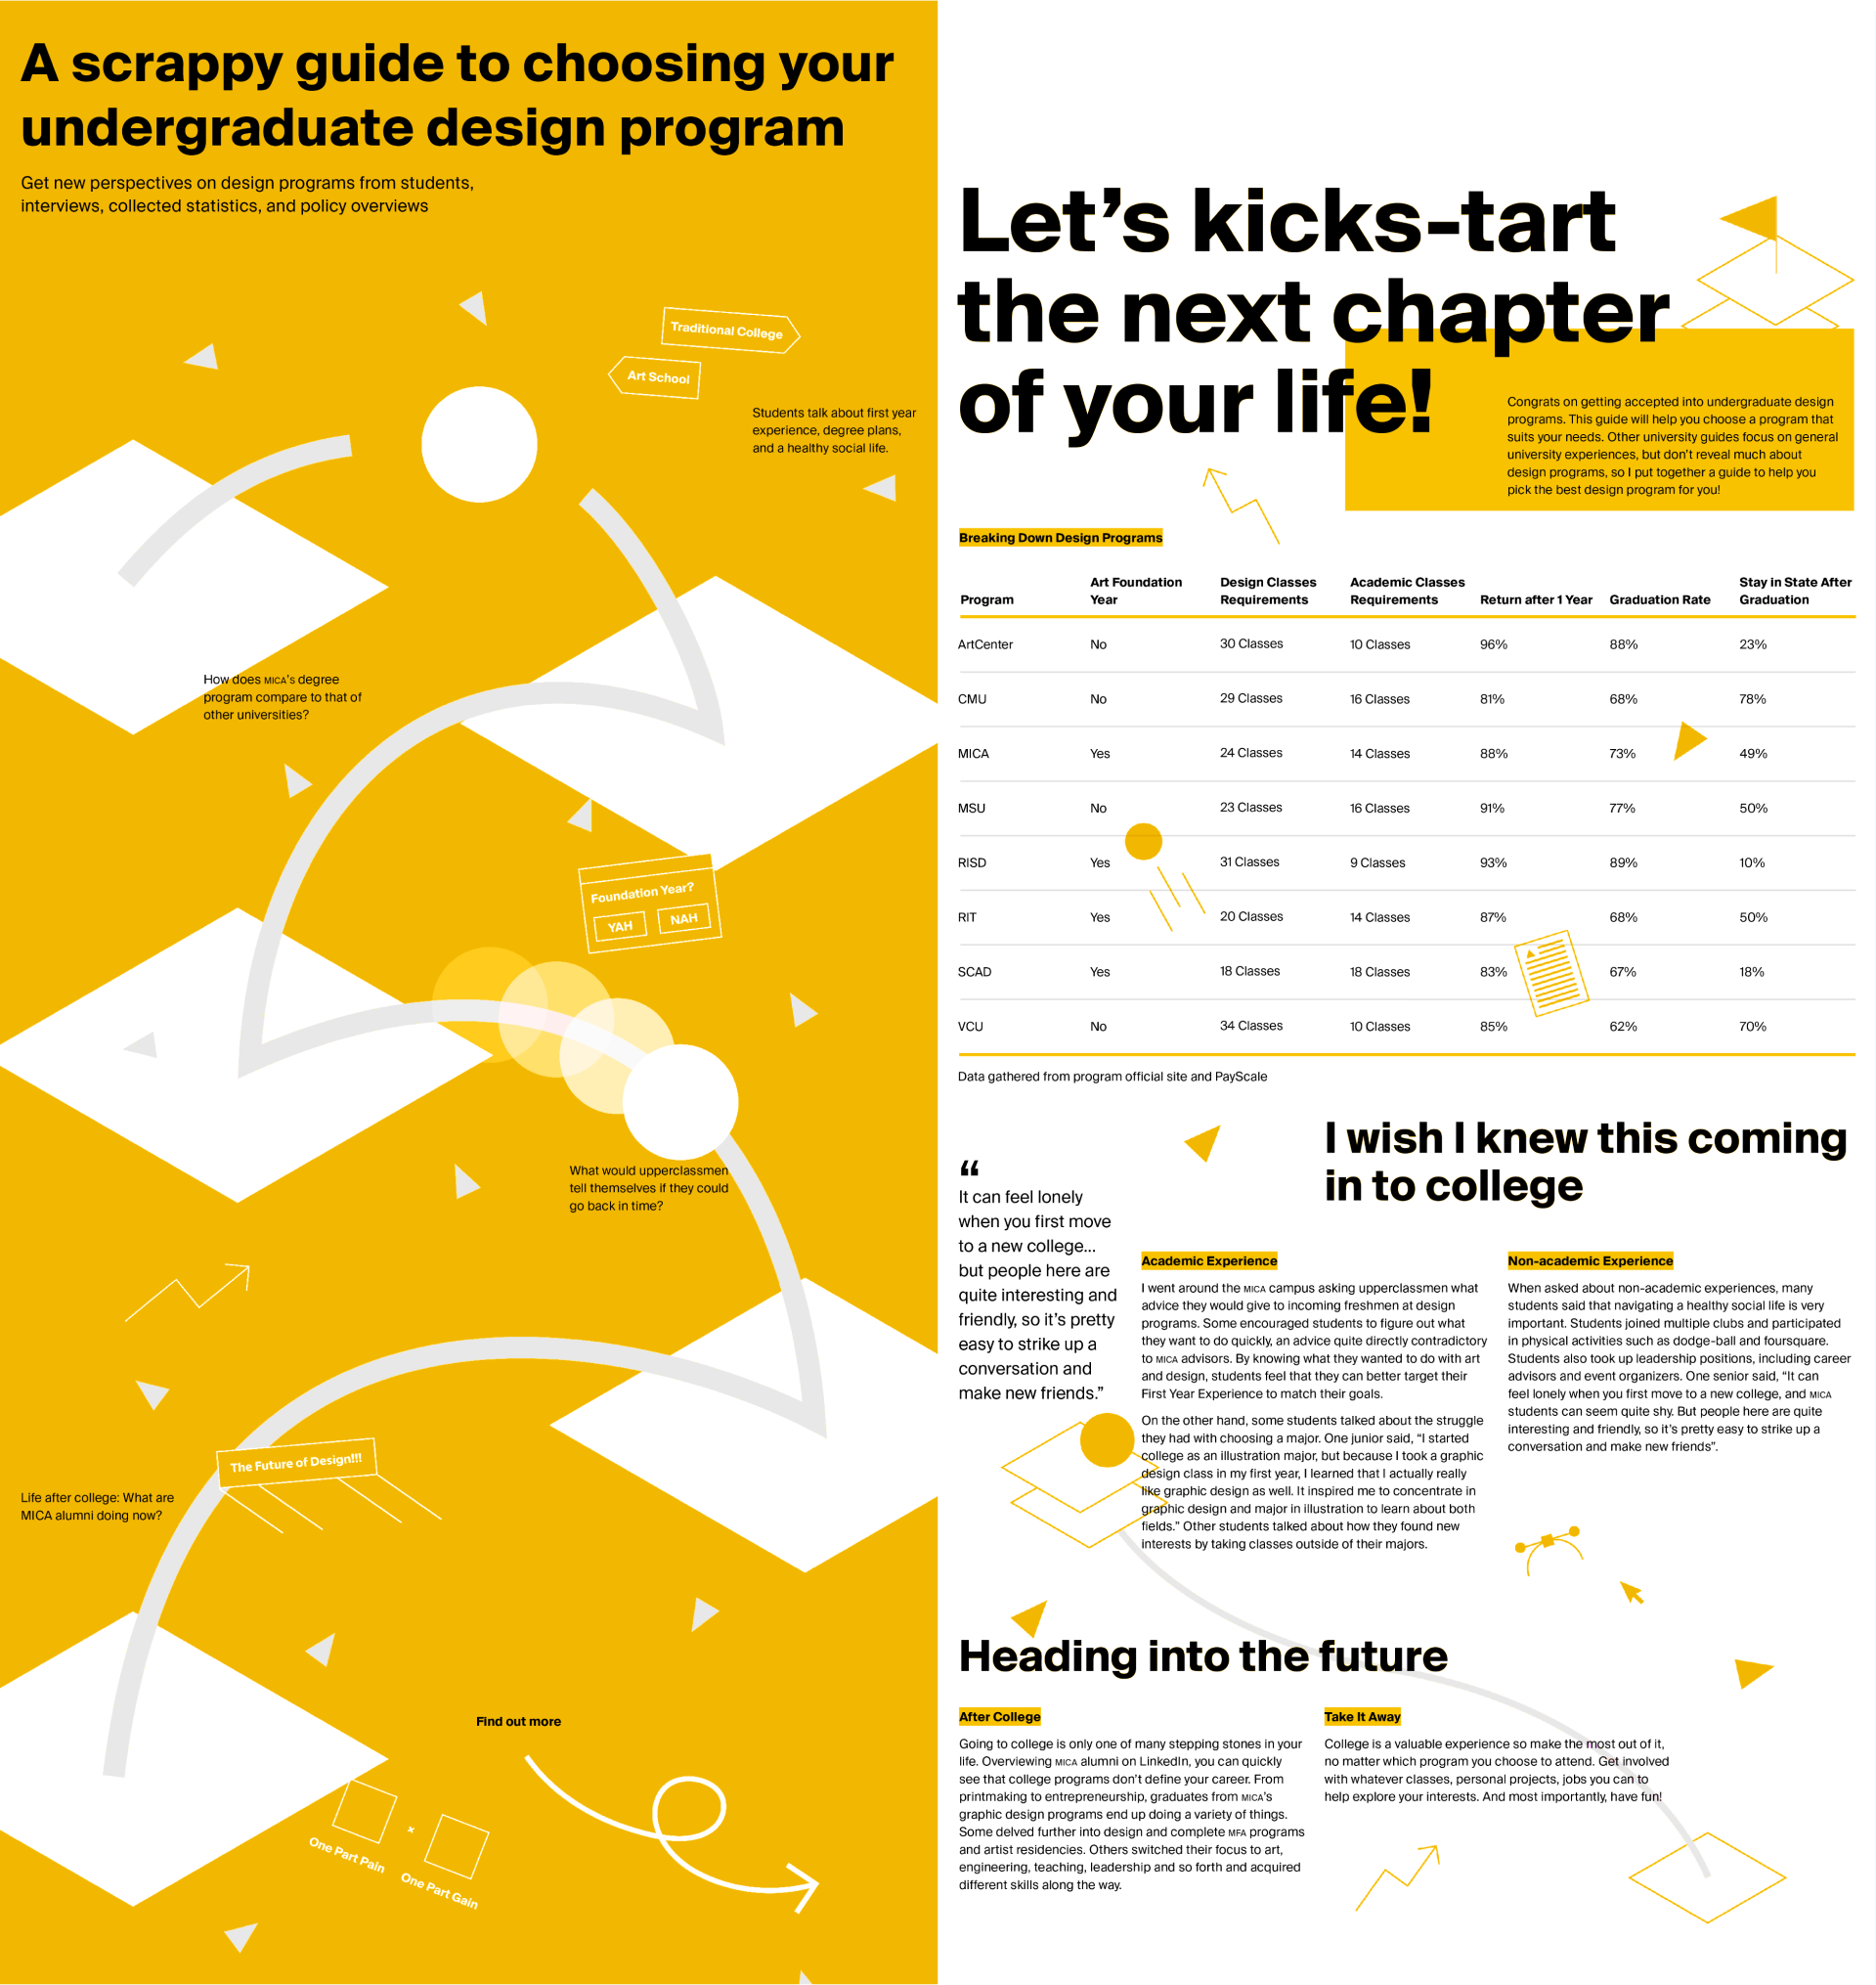 A scrappy guide to choosing your
undergraduate design program
Get new perspectives on design programs from students,
interviews, collected statistics, and policy overviews
Traditional College
Art School
Students talk about first year
experience, degree plans,
and a healthy social life.
How does MICA's degree
program compare to that of
other universities?
Foundation Year?
YAH NAH
What would upperclassmen
tell themselves if they could
go back in time?
The Future of Design!!!
Life after college: What are
MICA alumni doing now?
Find out more
One Part Pain
×
One Part Gain
Let's kicks-tart
the next chapter
of your life!
Congrats on getting accepted into undergraduate design
programs. This guide will help you choose a program that
suits your needs. Other university guides focus on general
university experiences, but don't reveal much about
design programs, so I put together a guide to help you
pick the best design program for you!
Breaking Down Design Programs
Program Art Foundation Year Design Classes Requirements Academic Classes Requirements Return after 1 Year Graduation Rate Stay in State After Graduation
ArtCenter No 30 Classes 10 Classes 96% 88% 23%
CMU No 29 Classes 16 Classes 81% 68% 78%
MICA Yes 24 Classes 14 Classes 88% 73% 49%
MSU No 23 Classes 16 Classes 91% 77% 50%
RISD Yes 31 Classes 9 Classes 93% 89% 10%
RIT Yes 20 Classes 14 Classes 87% 68% 50%
SCAD Yes 18 Classes 18 Classes 83% 67% 18%
VCU No 34 Classes 10 Classes 85% 62% 70%
Data gathered from program official site and PayScale
I wish I knew this coming
in to college
“
It can feel lonely
when you first move
to a new college...
but people here are
quite interesting and
friendly, so it's pretty
easy to strike up a
conversation and
make new friends.”
Academic Experience
I went around the MICA campus asking upperclassmen what
advice they would give to incoming freshmen at design
programs. Some encouraged students to figure out what
they want to do quickly, an advice quite directly contradictory
to MICA advisors. By knowing what they wanted to do with art
and design, students feel that they can better target their
First Year Experience to match their goals.
On the other hand, some students talked about the struggle
they had with choosing a major. One junior said, “I started
college as an illustration major, but because I took a graphic
design class in my first year, I learned that I actually really
like graphic design as well. It inspired me to concentrate in
graphic design and major in illustration to learn about both
fields.” Other students talked about how they found new
interests by taking classes outside of their majors.
Non-academic Experience
When asked about non-academic experiences, many
students said that navigating a healthy social life is very
important. Students joined multiple clubs and participated
in physical activities such as dodge-ball and foursquare.
Students also took up leadership positions, including career
advisors and event organizers. One senior said, “It can
feel lonely when you first move to a new college, and MICA
students can seem quite shy. But people here are quite
interesting and friendly, so it's pretty easy to strike up a
conversation and make new friends”.
Heading into the future
After College
Going to college is only one of many stepping stones in your
life. Overviewing MICA alumni on LinkedIn, you can quickly
see that college programs don't define your career. From
printmaking to entrepreneurship, graduates from MICA's
graphic design programs end up doing a variety of things.
Some delved further into design and complete MFA programs
and artist residencies. Others switched their focus to art,
engineering, teaching, leadership and so forth and acquired
different skills along the way.
Take It Away
College is a valuable experience so make the most out of it,
no matter which program you choose to attend. Get involved
with whatever classes, personal projects, jobs you can to
help explore your interests. And most importantly, have fun!